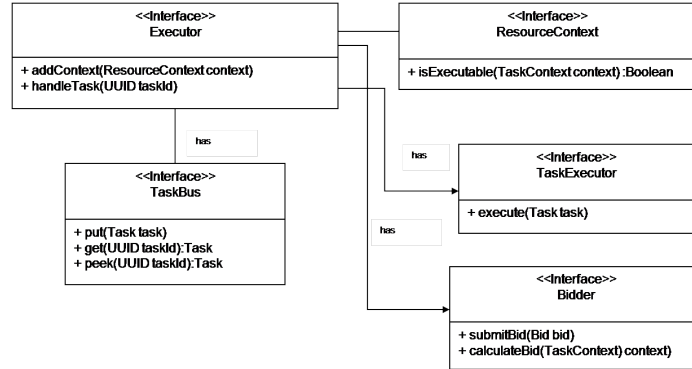 <<Interface>>
Executor
+ addContext(ResourceContext context)
+ handleTask(UUID taskId)
<<Interface>>
ResourceContext
+ isExecutable(TaskContext context) :Boolean
has
<<Interface>>
TaskBus
+ put(Task task)
+ get(UUID taskId):Task
+ peek(UUID taskId):Task
has
<<Interface>>
TaskExecutor
+ execute(Task task)
has
<<Interface>>
Bidder
+ submitBid(Bid bid)
+ calculateBid(TaskContext) context)